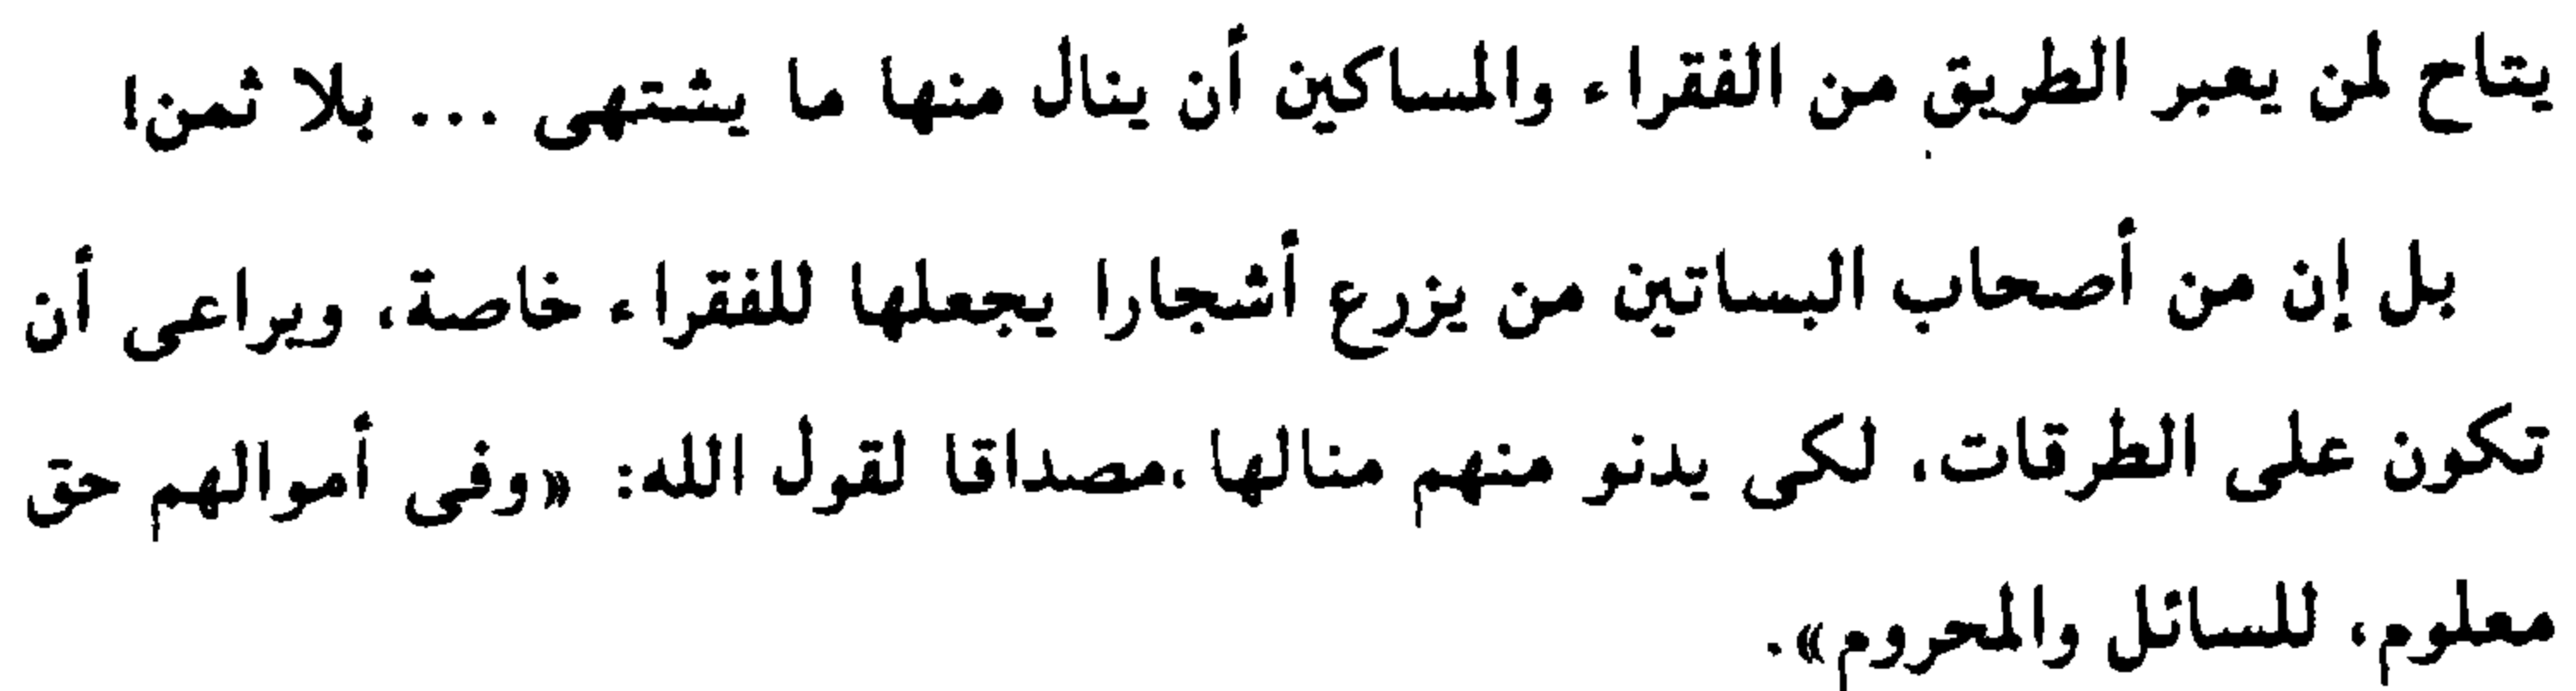 يتاح لمن يعبر الطريق من الفقراء والمساكين أن ينال منها ما يشتهى ... بلا ثمن!
بل إن من أصحاب البساتين من يزرع أشجارا يجعلها للفقراء خاصة، ويراعى أن
تكون على الطرقات، لكى يدنو منهم منالها، مصداقا لقول الله: «وفى أموالهم حق
معلوم، للسائل والمحروم».